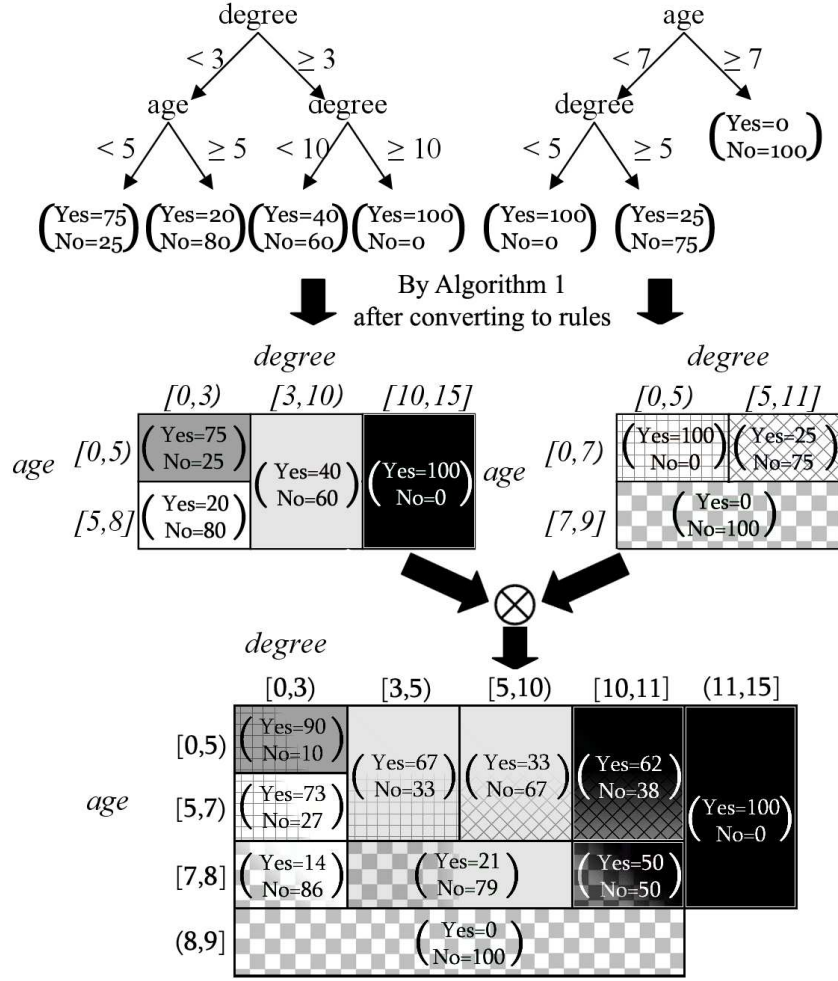 degree
age
< 3
≥ 3
< 7
≥ 7
age
degree
degree
(Yes=0
No=100)
< 5
≥ 5
< 10
≥ 10
< 5
≥ 5
(Yes=75
No=25)
(Yes=20
No=80)
(Yes=40
No=60)
(Yes=100
No=0)
(Yes=100
No=0)
(Yes=25
No=75)
By Algorithm 1
after converting to rules
degree
[0,3)
[3,10)
[10,15]
age
[0,5)
[5,8]
(Yes=75
No=25)
(Yes=20
No=80)
(Yes=40
No=60)
(Yes=100
No=0)
degree
[0,5)
[5,11]
age
[0,7)
[7,9]
(Yes=100
No=0)
(Yes=25
No=75)
(Yes=0
No=100)
degree
[0,3)
[3,5)
[5,10)
[10,11]
(11,15]
age
[0,5)
[5,7)
[7,8]
(8,9]
(Yes=90
No=10)
(Yes=73
No=27)
(Yes=67
No=33)
(Yes=33
No=67)
(Yes=62
No=38)
(Yes=100
No=0)
(Yes=14
No=86)
(Yes=21
No=79)
(Yes=50
No=50)
(Yes=0
No=100)